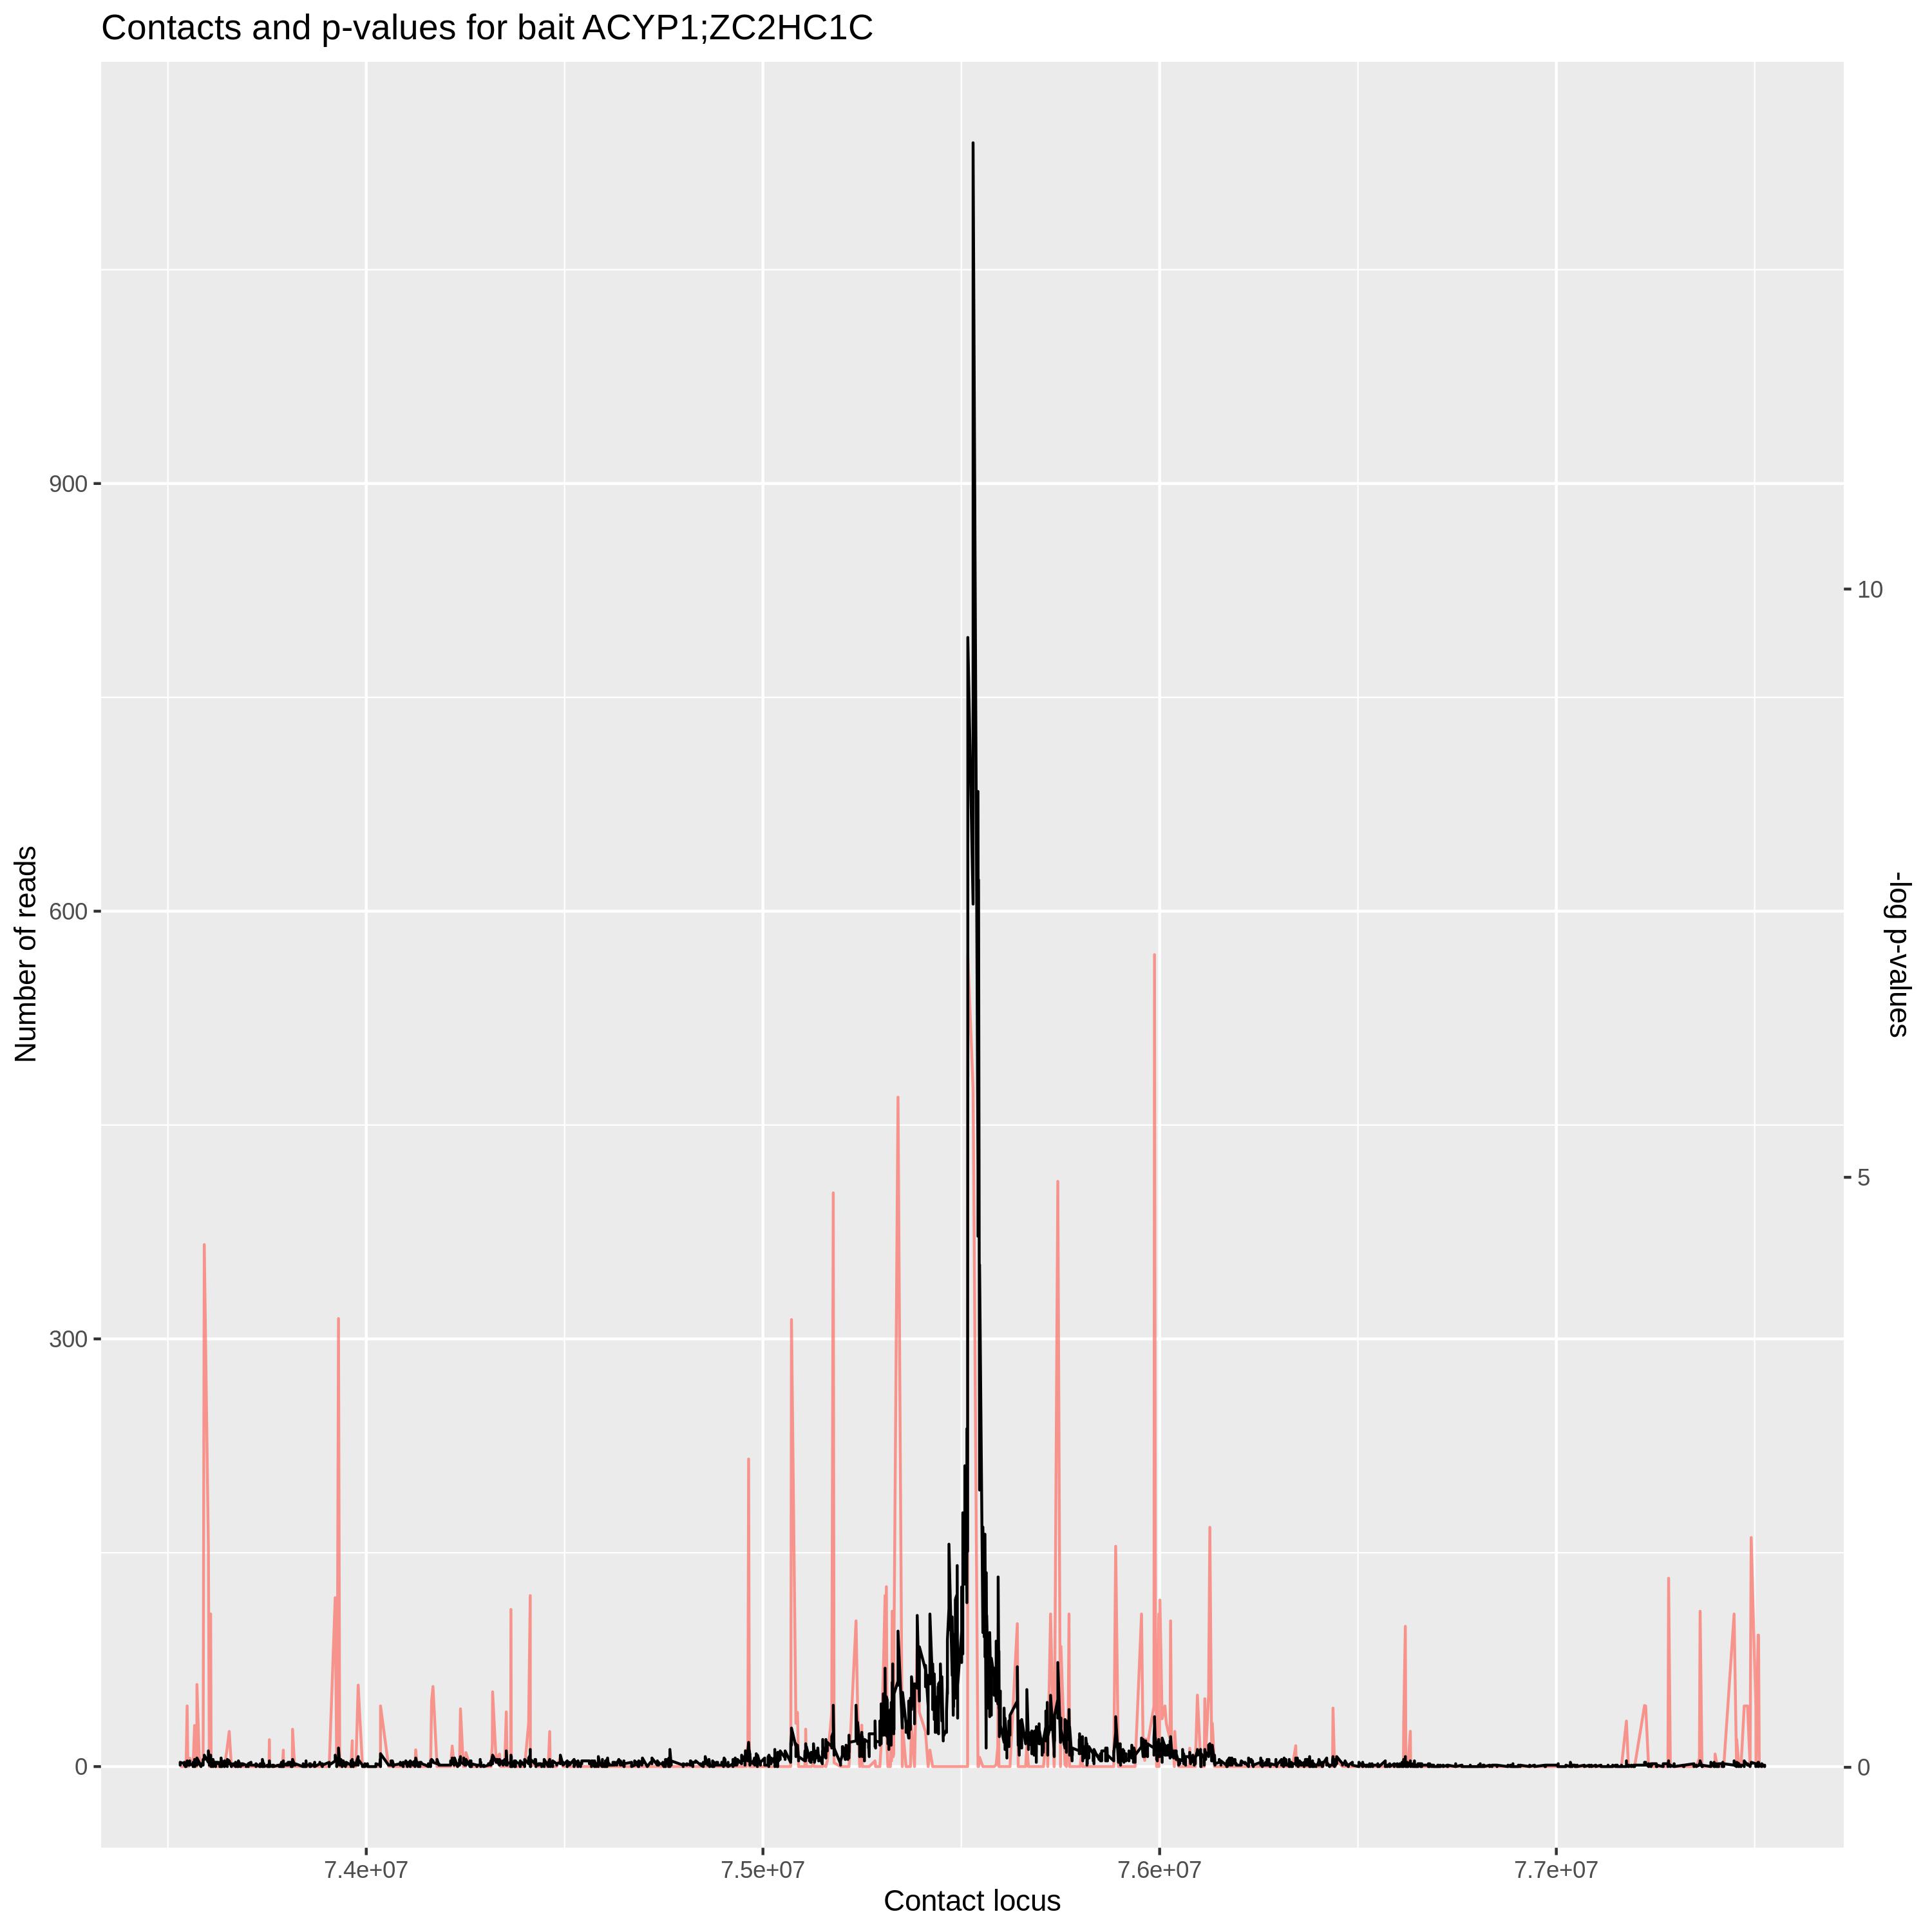 Contacts and p-values for bait ACYP1;ZC2HC1C
900
600
300
0
Number of reads
10
5
0
-log p-values
7.4e+07
7.5e+07
7.6e+07
7.7e+07
Contact locus